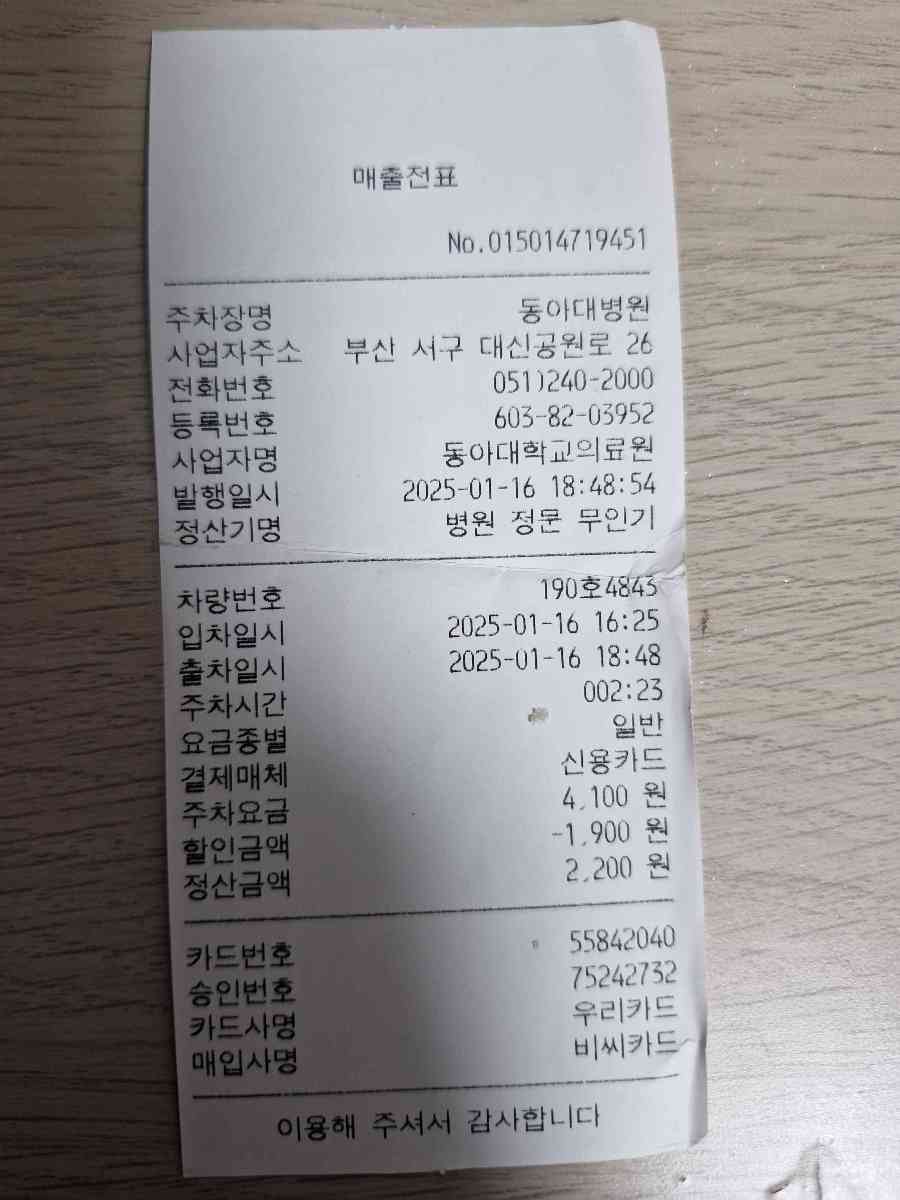 매출전표
No.015014719451
주차장명 동아대병원
사업자주소 부산 서구 대신공원로 26
전화번호 051)240-2000
등록번호 603-82-03952
사업자명 동아대학교의료원
발행일시 2025-01-16 18:48:54
정산기명 병원 정문 무인기
차량번호 190호4843
입차일시 2025-01-16 16:25
출차일시 2025-01-16 18:48
주차시간 002:23
요금종별 일반
결제매체 신용카드
주차요금 4,100 원
할인금액 -1,900 원
정산금액 2,200 원
카드번호 55842040
승인번호 75242732
카드사명 우리카드
매입사명 비씨카드
이용해 주셔서 감사합니다